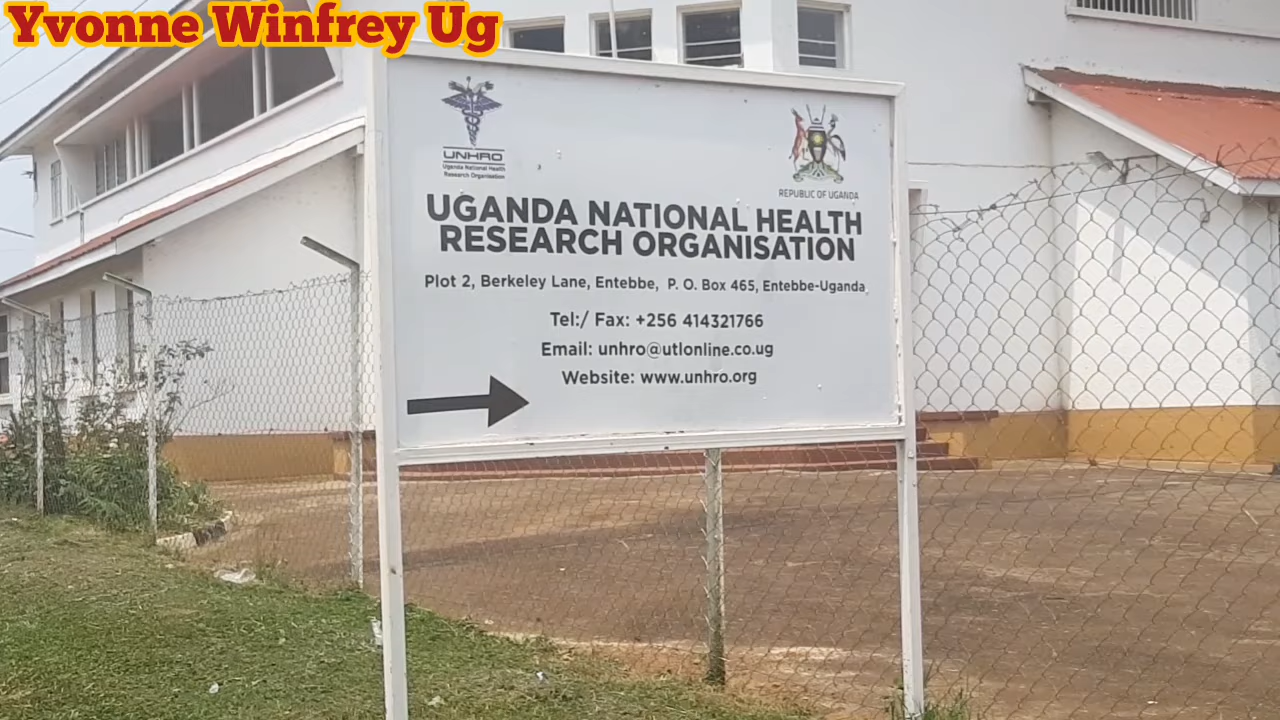 Yvonne Winfrey Ug
UNHRO
Uganda National Health
Research Organisation
REPUBLIC OF UGANDA
UGANDA NATIONAL HEALTH
RESEARCH ORGANISATION
Plot 2, Berkeley Lane, Entebbe, P. O. Box 465, Entebbe-Uganda
Tel:/ Fax: +256 414321766
Email: unhro@utlonline.co.ug
Website: www.unhro.org